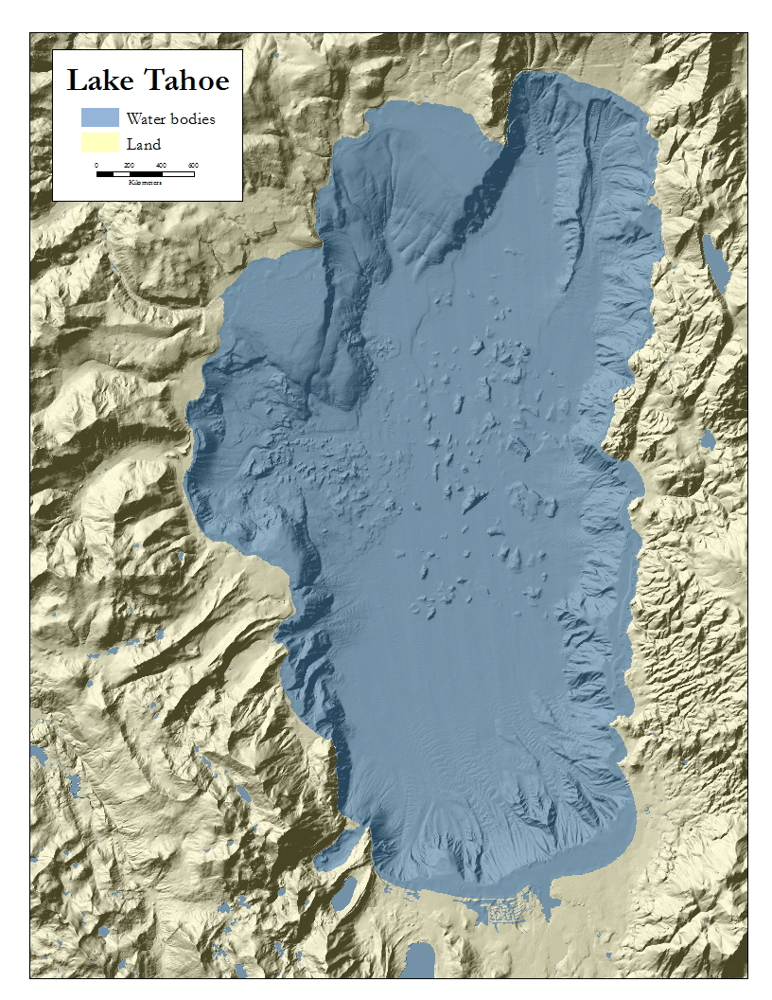 Lake Tahoe
Water bodies
Land
0 200 400 600
Kilometers